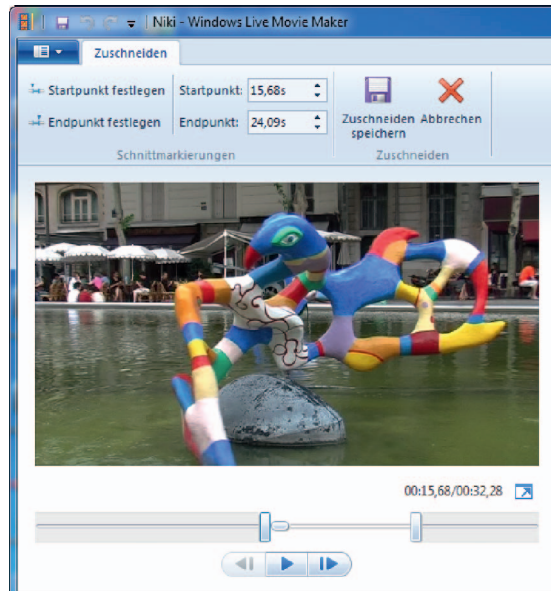 Niki - Windows Live Movie Maker
Zuschneiden
Startpunkt festlegen
Startpunkt: 15,68s
Endpunkt festlegen
Endpunkt: 24,09s
Zuschneiden speichern
Abbrechen
Schnittmarkierungen
Zuschneiden
00:15,68/00:32,28